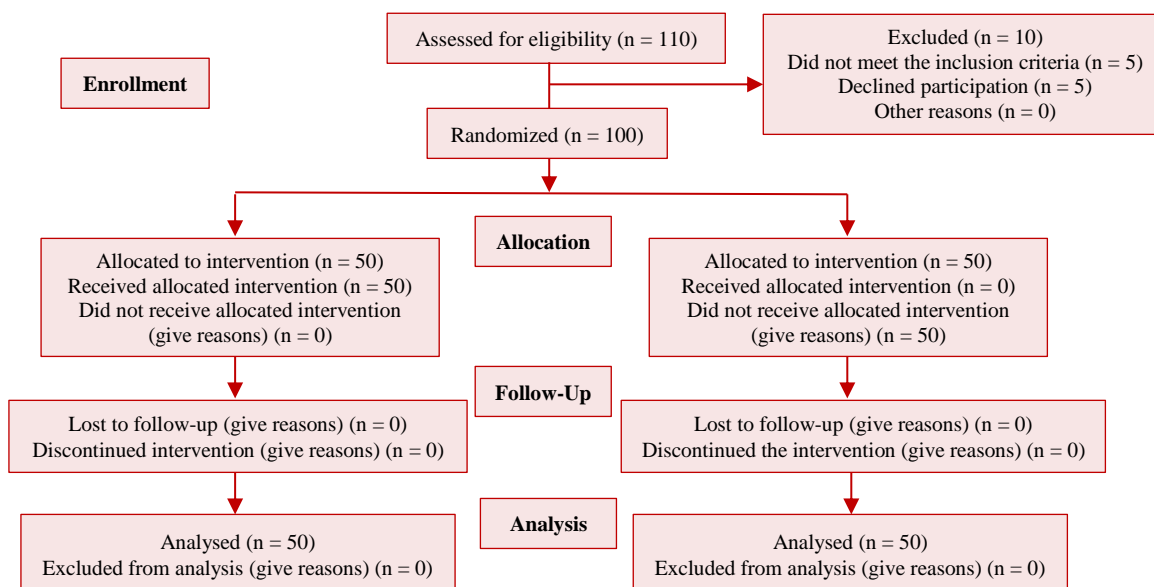 Assessed for eligibility (n = 110)
Excluded (n = 10)
Did not meet the inclusion criteria (n = 5)
Declined participation (n = 5)
Other reasons (n = 0)
Enrollment
Randomized (n = 100)
Allocation
Allocated to intervention (n = 50)
Received allocated intervention (n = 50)
Did not receive allocated intervention
(give reasons) (n = 0)
Allocated to intervention (n = 50)
Received allocated intervention (n = 0)
Did not receive allocated intervention
(give reasons) (n = 50)
Follow-Up
Lost to follow-up (give reasons) (n = 0)
Discontinued intervention (give reasons) (n = 0)
Lost to follow-up (give reasons) (n = 0)
Discontinued the intervention (give reasons) (n = 0)
Analysis
Analysed (n = 50)
Excluded from analysis (give reasons) (n = 0)
Analysed (n = 50)
Excluded from analysis (give reasons) (n = 0)